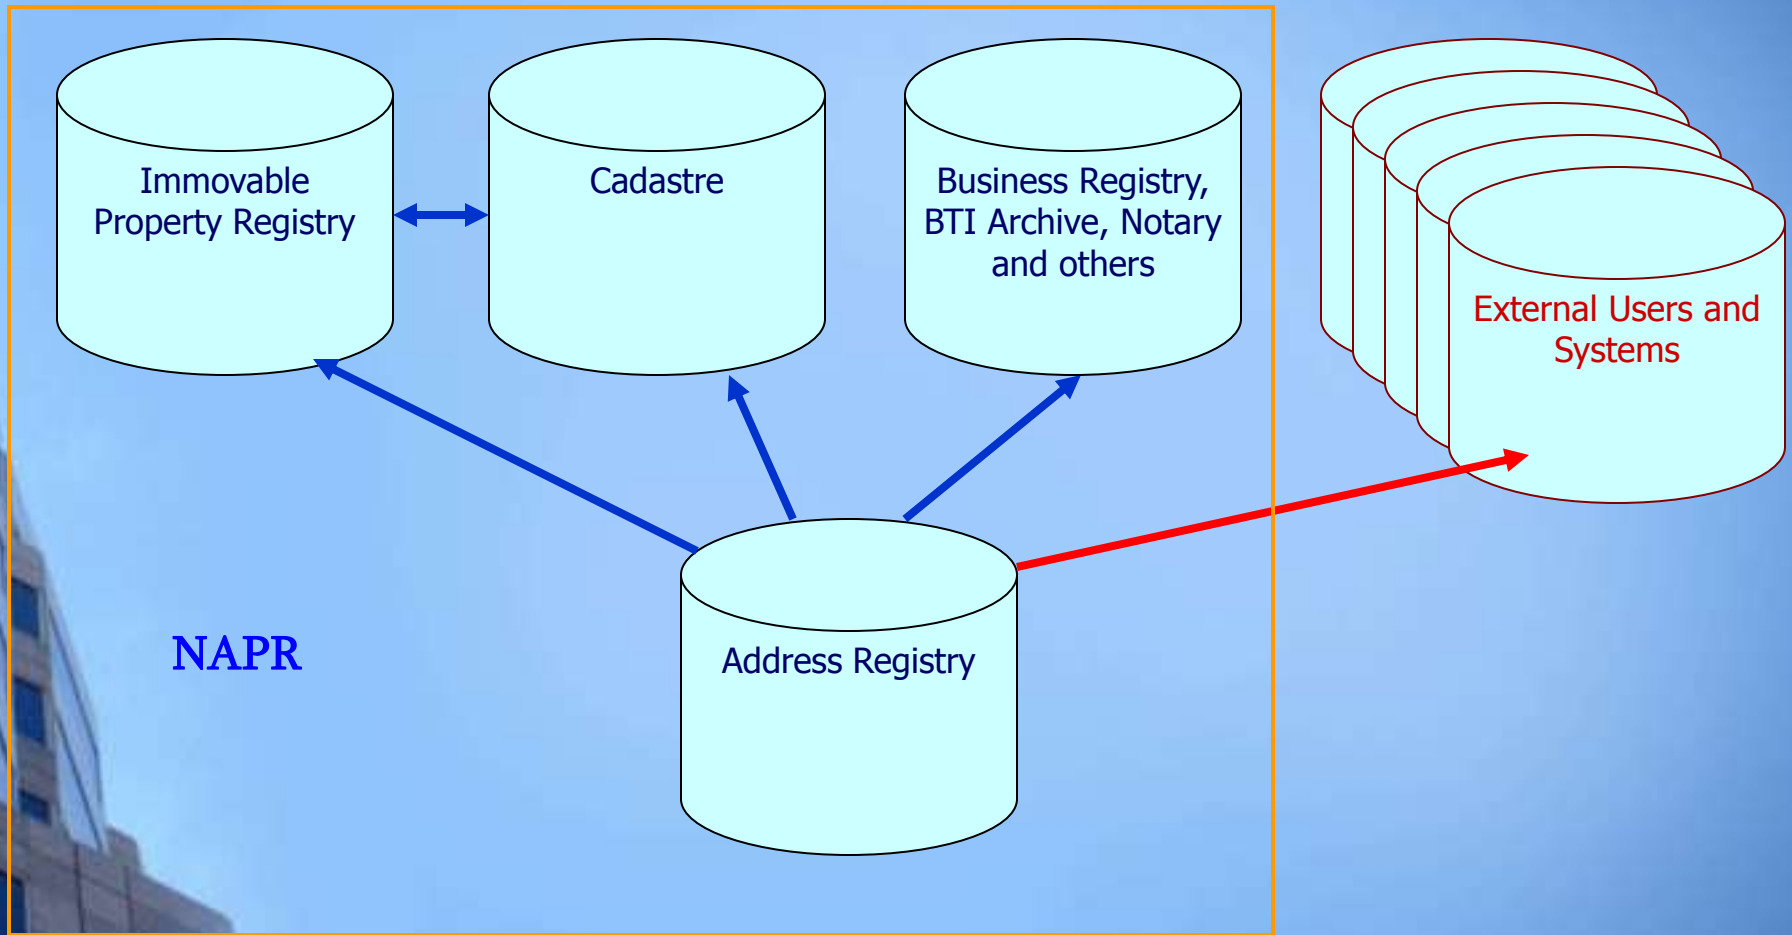 Immovable
Property Registry
Cadastre
Business Registry,
BTI Archive, Notary
and others
External Users and
Systems
NAPR
Address Registry